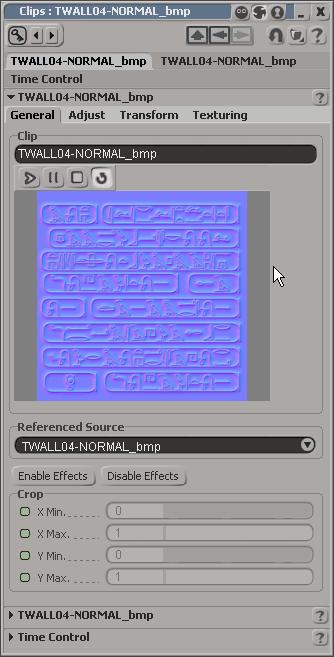 Clips : TWALL04-NORMAL_bmp
TWALL04-NORMAL_bmp TWALL04-NORMAL_bmp
Time Control
TWALL04-NORMAL_bmp
General Adjust Transform Texturing
Clip
TWALL04-NORMAL_bmp
Referenced Source
TWALL04-NORMAL_bmp
Enable Effects Disable Effects
Crop
X Min. 0
X Max. 1
Y Min. 0
Y Max. 1
TWALL04-NORMAL_bmp ?
Time Control ?